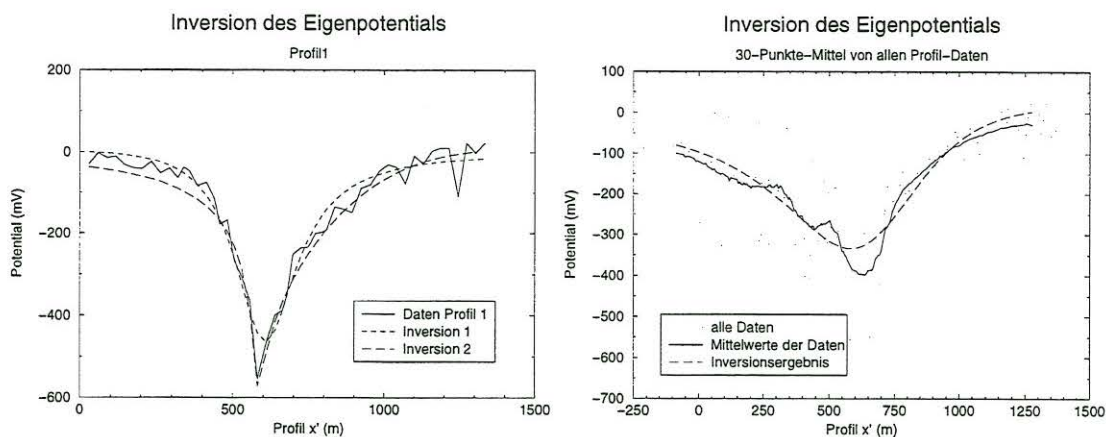 Inversion des Eigenpotentials
Profil1
200
0
−200
−400
−600
Potential (mV)
Daten Profil 1
Inversion 1
Inversion 2
0
500
1000
1500
Profil x' (m)
Inversion des Eigenpotentials
30−Punkte−Mittel von allen Profil−Daten
100
0
−100
−200
−300
−400
−500
−600
−700
Potential (mV)
alle Daten
Mittelwerte der Daten
Inversionsergebnis
−250
0
250
500
750
1000
1250
1500
Profil x' (m)